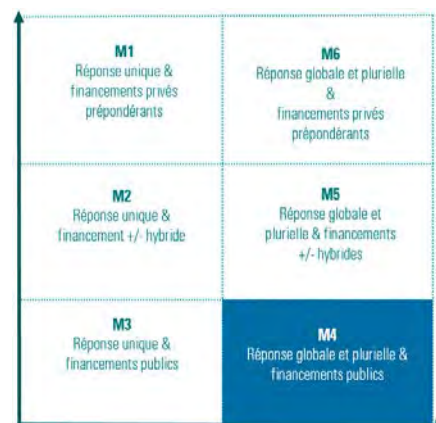 M1
Réponse unique &
financements privés
prépondérants
M6
Réponse globale et plurielle
&
financements privés
prépondérants
M2
Réponse unique &
financement +/- hybride
M5
Réponse globale et
plurielle & financements
+/- hybrides
M3
Réponse unique &
financements publics
M4
Réponse globale et plurielle &
financements publics